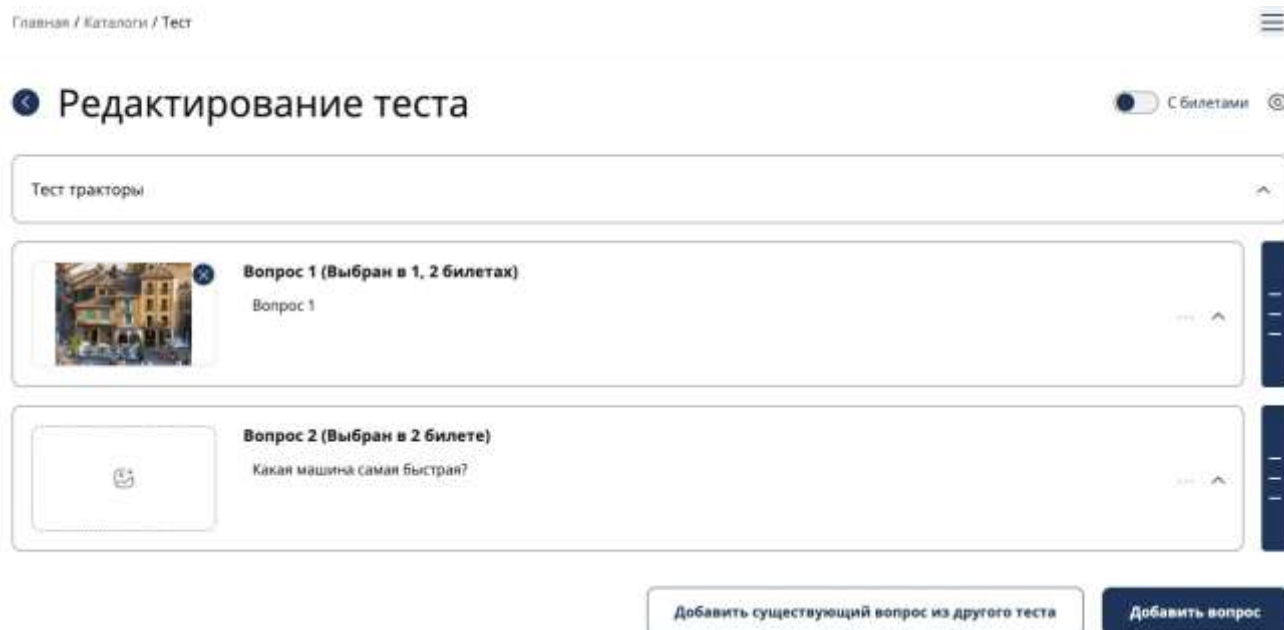 Главная / Каталоги / Тест
Редактирование теста
С билетами
Тест тракторы
Вопрос 1 (Выбран в 1, 2 билетах)
Вопрос 1
Вопрос 2 (Выбран в 2 билете)
Какая машина самая быстрая?
Добавить существующий вопрос из другого теста
Добавить вопрос